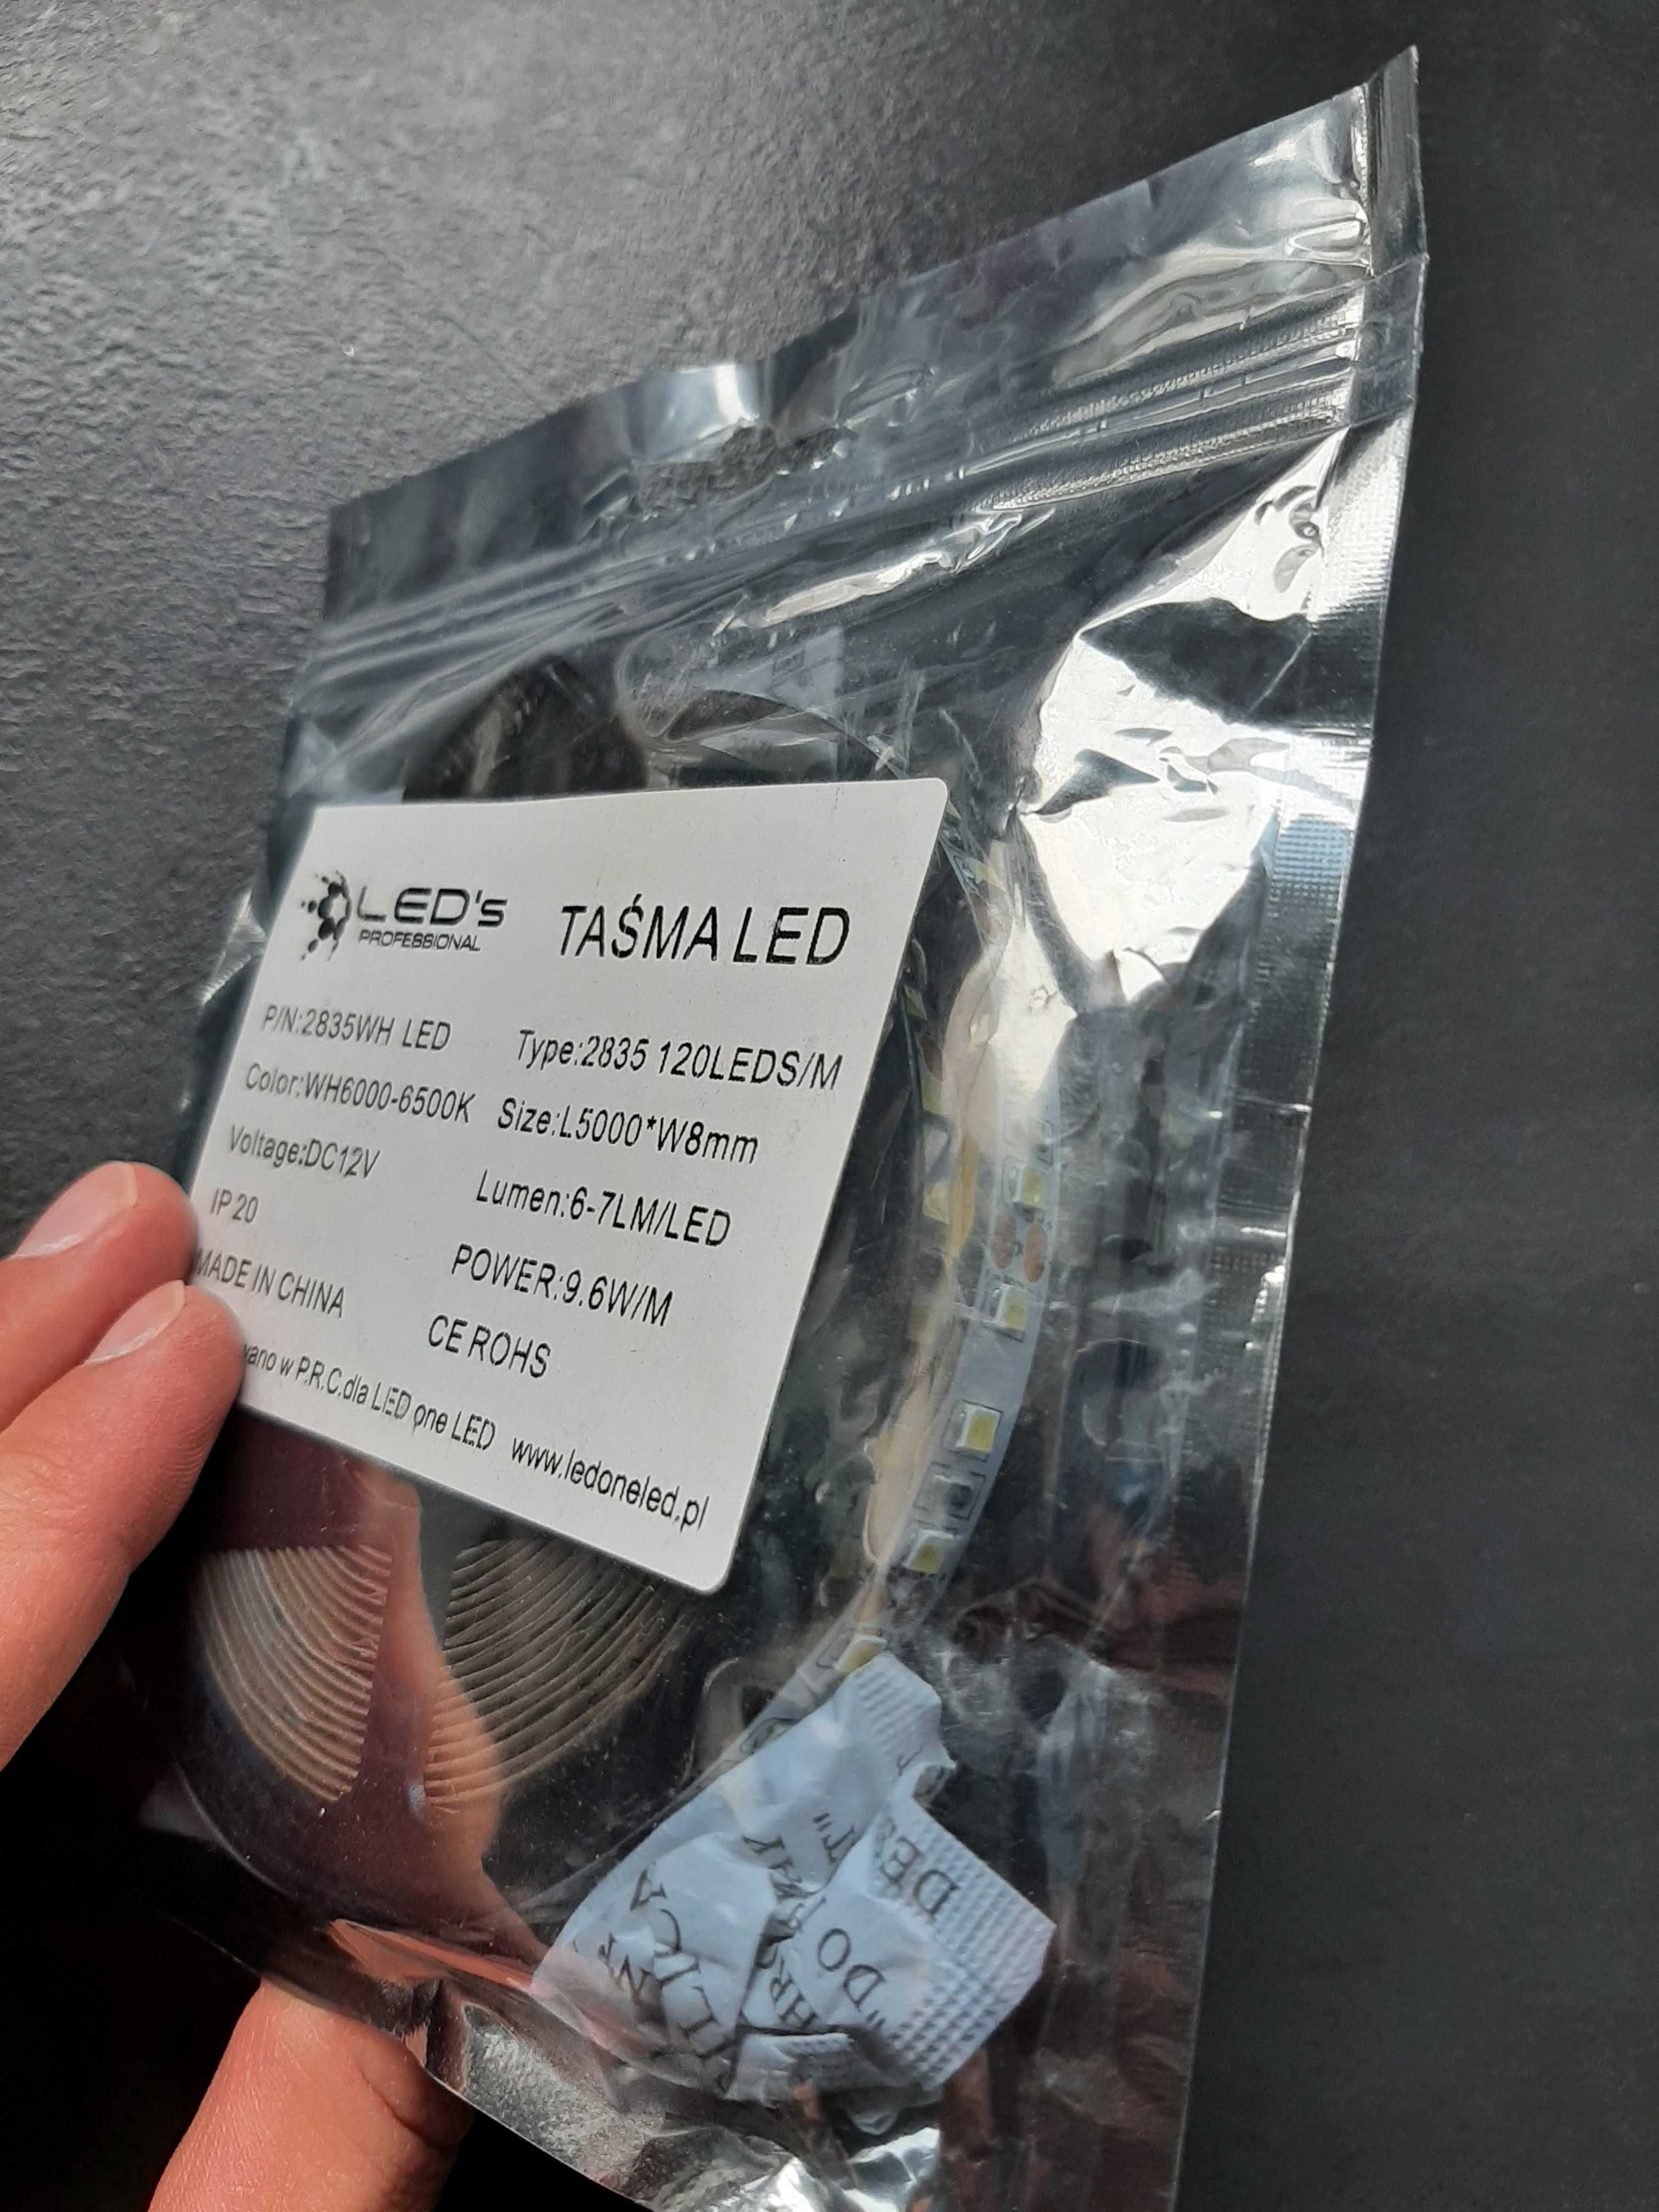 LED's
PROFESSIONAL
TAŚMA LED
P/N:2835WH LED
Type:2835 120LEDS/M
Color:WH6000-6500K
Size:L5000*W8mm
Voltage:DC12V
Lumen:6-7LM/LED
IP 20
POWER:9.6W/M
MADE IN CHINA
CE ROHS
w P.R.C.dla LED one LED www.ledoneled.pl
"DO